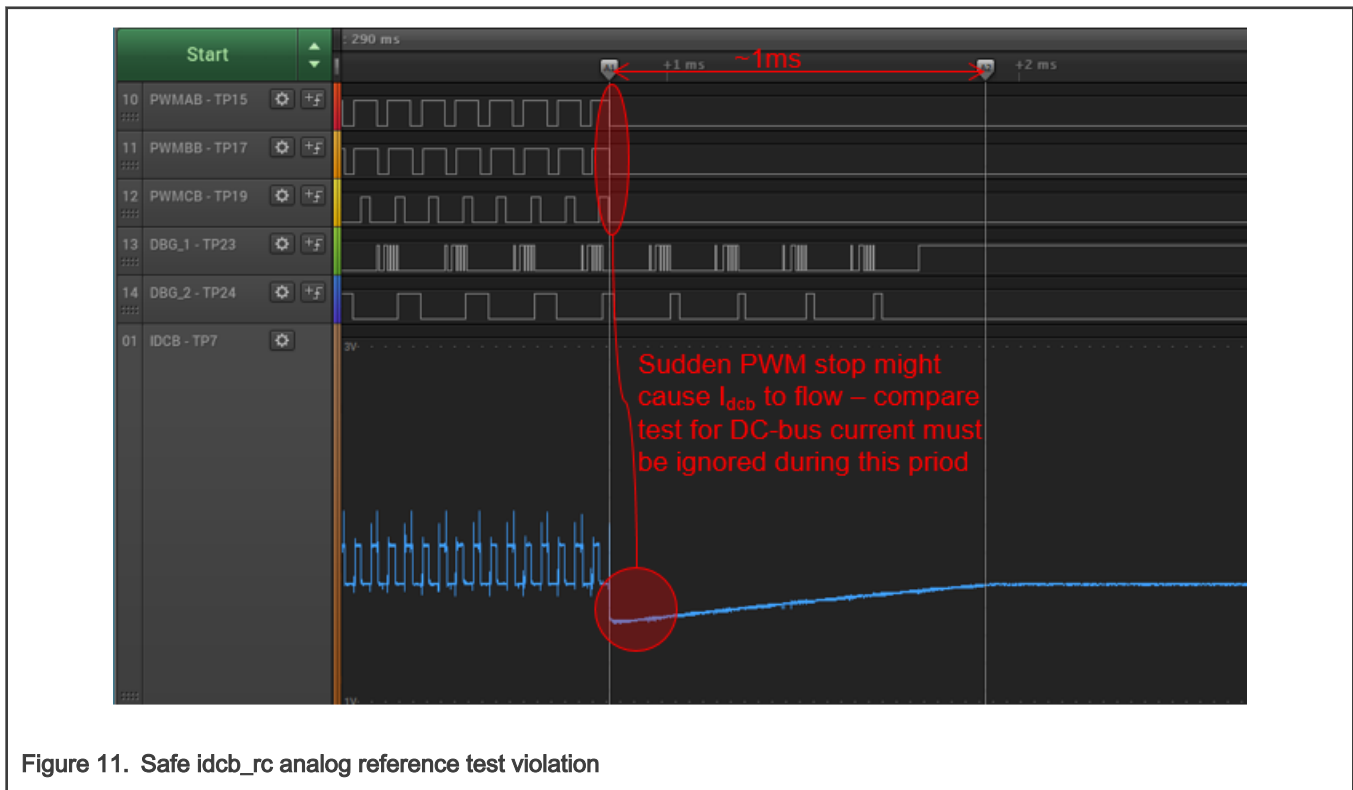 Start
: 290 ms
+1 ms
~1ms
+2 ms
A1
A2
10 PWMAB - TP15
11 PWMBB - TP17
12 PWMCB - TP19
13 DBG_1 - TP23
14 DBG_2 - TP24
01 IDCB - TP7
3V
Sudden PWM stop might
cause Idcb to flow – compare
test for DC-bus current must
be ignored during this priod
1V
Figure 11. Safe idcb_rc analog reference test violation